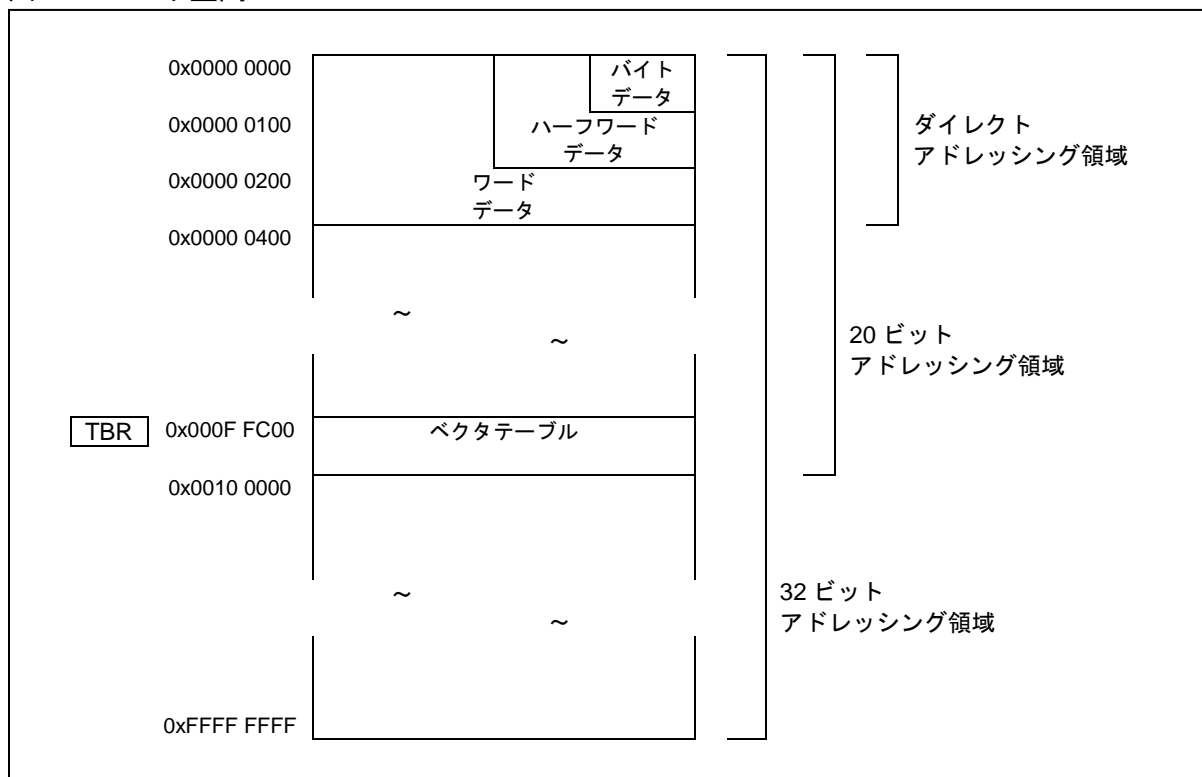 0x0000 0000
バイト
データ
0x0000 0100
ハーフワード
データ
ダイレクト
アドレッシング領域
0x0000 0200
ワード
データ
0x0000 0400
~
~
20 ビット
アドレッシング領域
TBR 0x000F FC00 ベクタテーブル
0x0010 0000
~
~
32 ビット
アドレッシング領域
0xFFFF FFFF